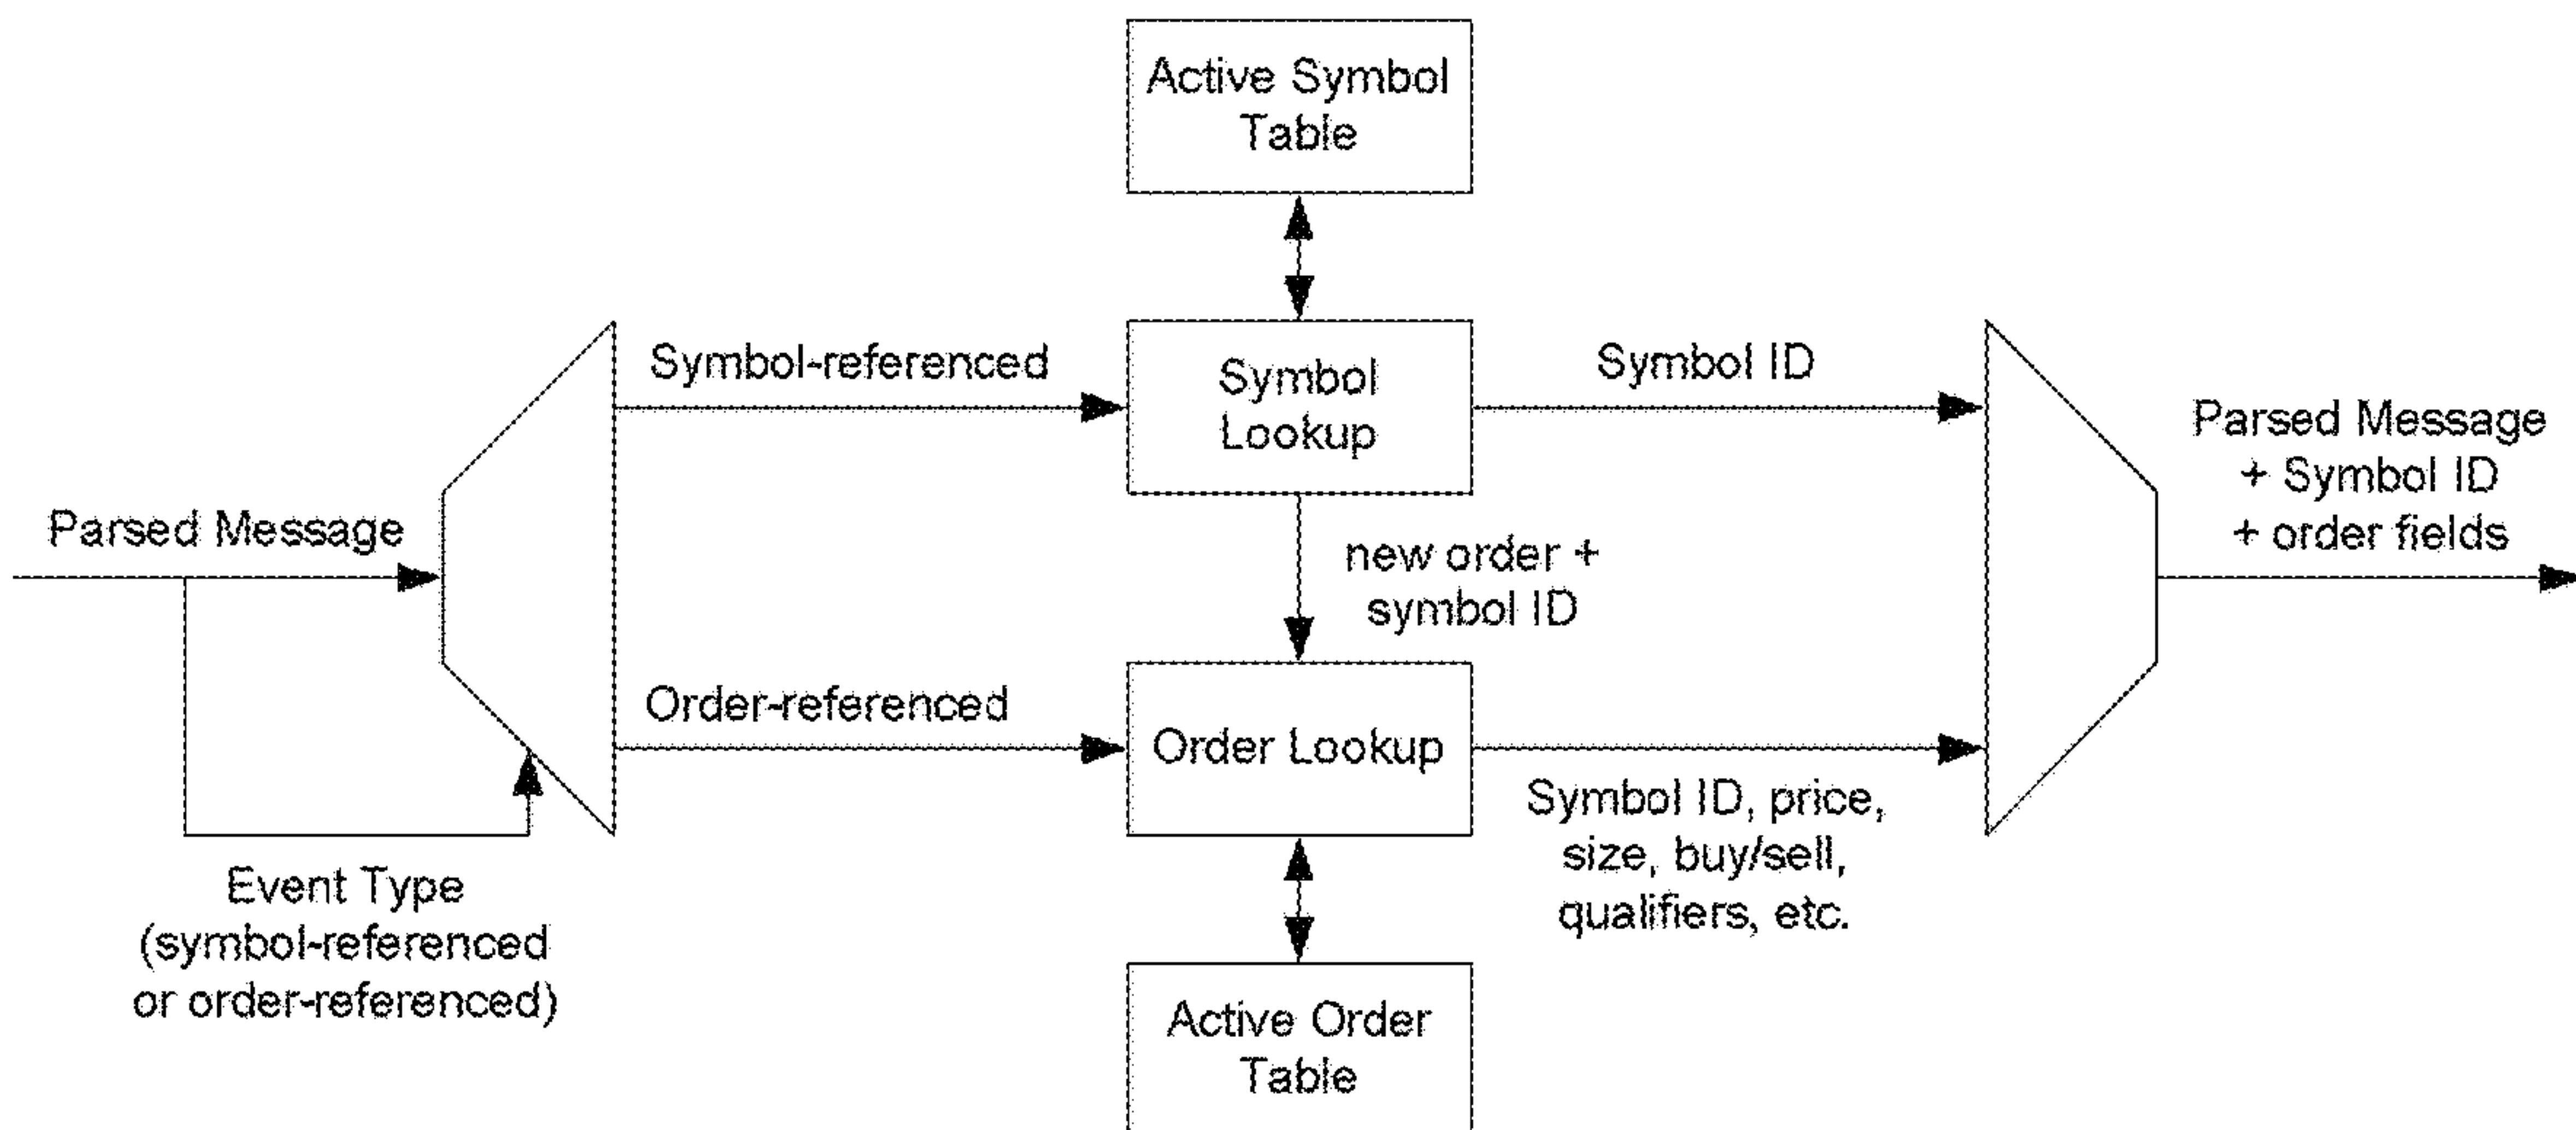 Active Symbol
Table
Symbol-referenced
Symbol
Lookup
Symbol ID
Parsed Message
+ Symbol ID
+ order fields
Parsed Message
new order +
symbol ID
Order-referenced
Order Lookup
Symbol ID, price,
size, buy/sell,
qualifiers, etc.
Event Type
(symbol-referenced
or order-referenced)
Active Order
Table